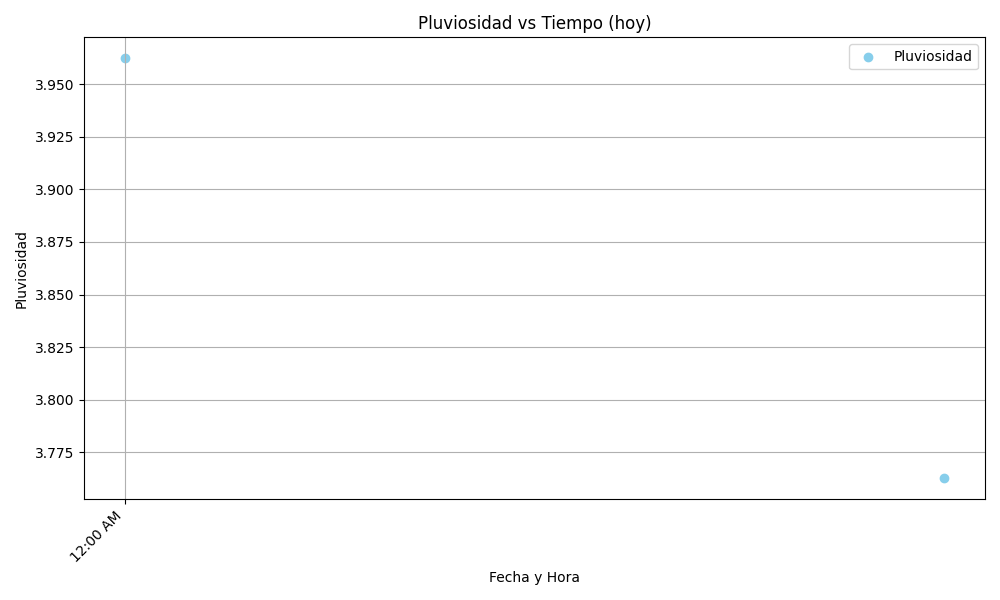 Pluviosidad vs Tiempo (hoy)
Pluviosidad
3.950
3.925
3.900
3.875
3.850
3.825
3.800
3.775
Pluviosidad
12:00 AM
Fecha y Hora